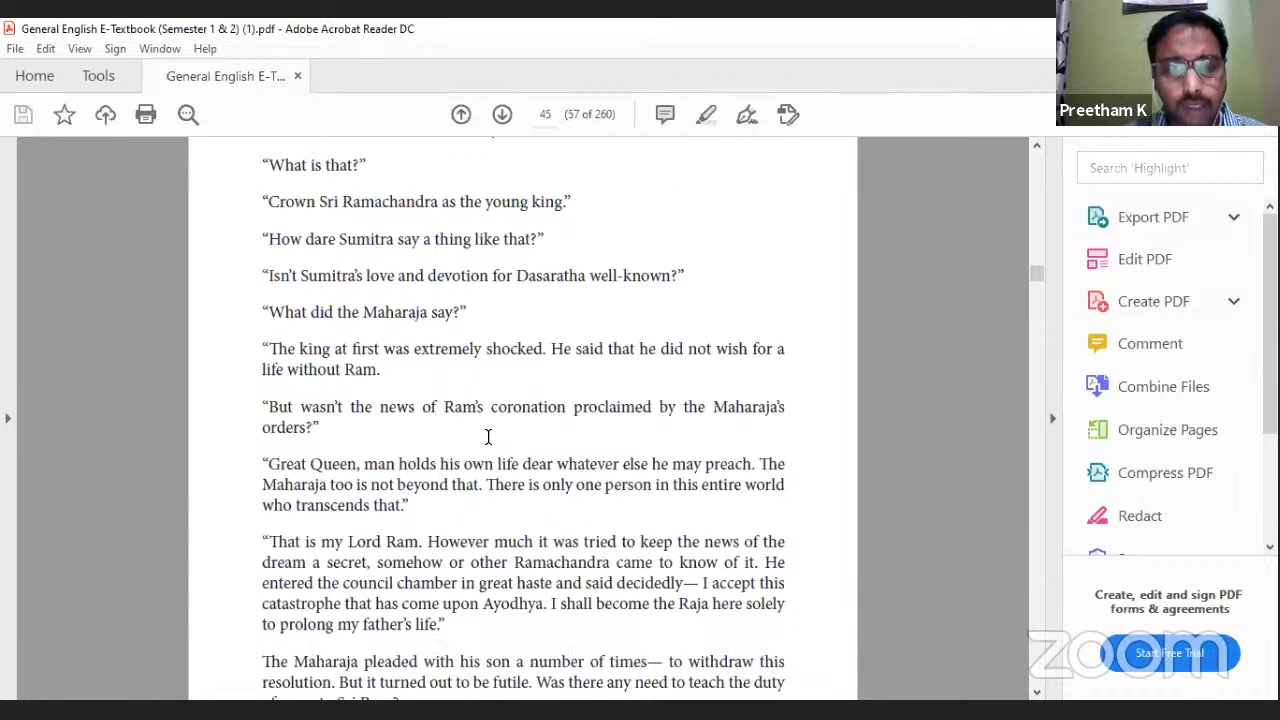 General English E-Textbook (Semester 1 & 2) (1).pdf - Adobe Acrobat Reader DC
File Edit View Sign Window Help
Home Tools General English E-T... ×
45 (57 of 260)
Preetham K
“What is that?”
“Crown Sri Ramachandra as the young king.”
“How dare Sumitra say a thing like that?”
“Isn’t Sumitra’s love and devotion for Dasaratha well-known?”
“What did the Maharaja say?”
“The king at first was extremely shocked. He said that he did not wish for a
life without Ram.
“But wasn’t the news of Ram’s coronation proclaimed by the Maharaja’s
orders?”
“Great Queen, man holds his own life dear whatever else he may preach. The
Maharaja too is not beyond that. There is only one person in this entire world
who transcends that.”
“That is my Lord Ram. However much it was tried to keep the news of the
dream a secret, somehow or other Ramachandra came to know of it. He
entered the council chamber in great haste and said decidedly— I accept this
catastrophe that has come upon Ayodhya. I shall become the Raja here solely
to prolong my father’s life.”
The Maharaja pleaded with his son a number of times— to withdraw this
resolution. But it turned out to be futile. Was there any need to teach the duty
Search 'Highlight'
Export PDF
Edit PDF
Create PDF
Comment
Combine Files
Organize Pages
Compress PDF
Redact
Create, edit and sign PDF
forms & agreements
Start Free Trial
zoom